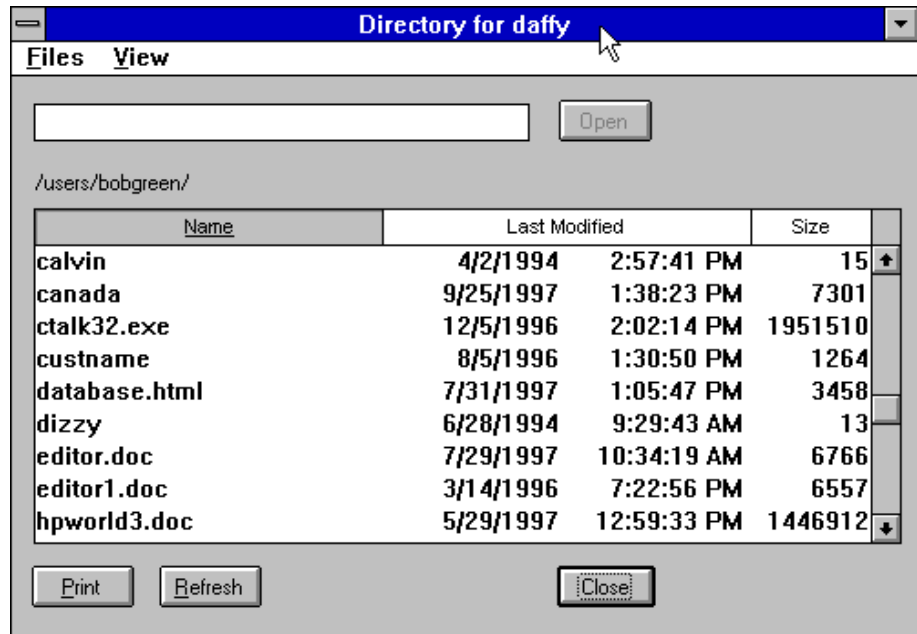 Directory for daffy
Files View
Open
/users/bobgreen/
Name Last Modified Size
calvin 4/2/1994 2:57:41 PM 15
canada 9/25/1997 1:38:23 PM 7301
ctalk32.exe 12/5/1996 2:02:14 PM 1951510
custname 8/5/1996 1:30:50 PM 1264
database.html 7/31/1997 1:05:47 PM 3458
dizzy 6/28/1994 9:29:43 AM 13
editor.doc 7/29/1997 10:34:19 AM 6766
editor1.doc 3/14/1996 7:22:56 PM 6557
hpworld3.doc 5/29/1997 12:59:33 PM 1446912
Print Refresh Close